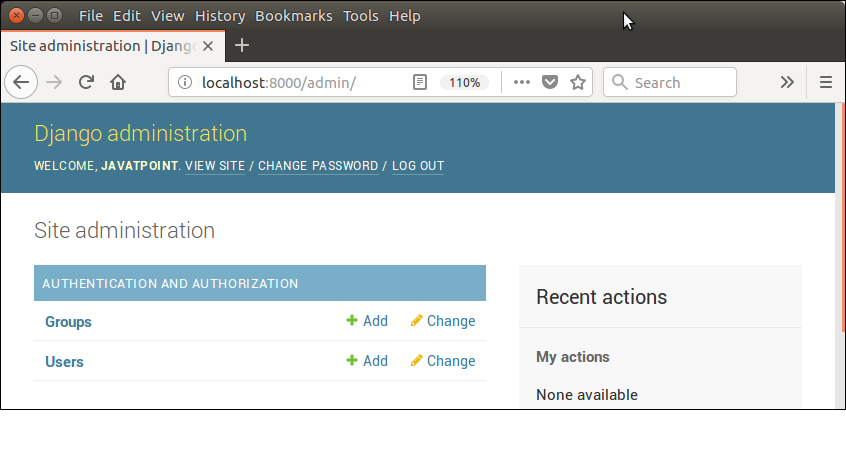 File Edit View History Bookmarks Tools Help
Site administration | Django
localhost:8000/admin/ 110% Search
Django administration
WELCOME, JAVATPOINT. VIEW SITE / CHANGE PASSWORD / LOG OUT
Site administration
AUTHENTICATION AND AUTHORIZATION
Groups Add Change
Users Add Change
Recent actions
My actions
None available